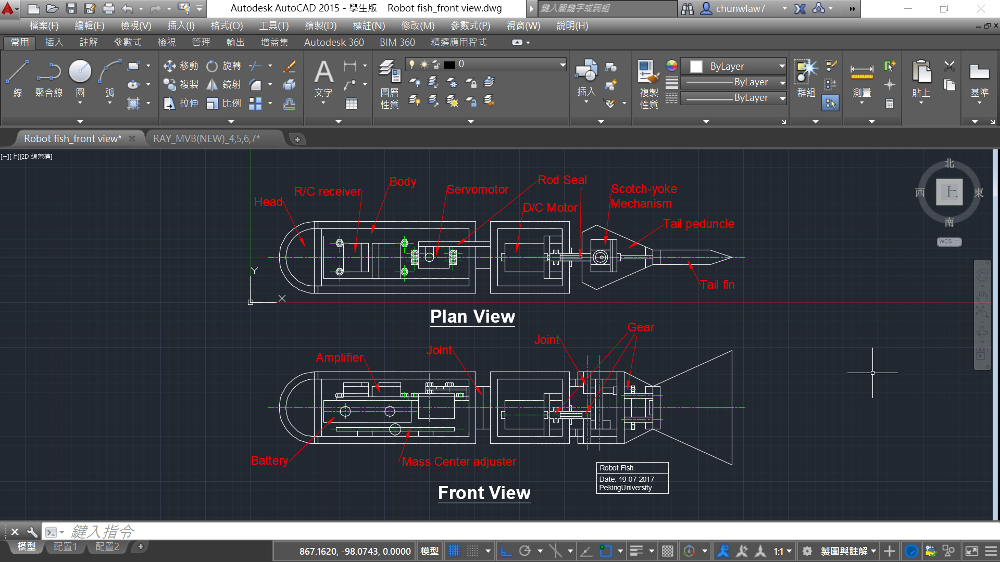 Autodesk AutoCAD 2015 - 學生版 Robot fish_front view.dwg
鍵入關鍵字或詞組
chunwlaw7
檔案(F) 編輯(E) 檢視(V) 插入(I) 格式(O) 工具(T) 繪製(D) 標註(N) 修改(M) 參數式(P) 視窗(W) 說明(H)
常用 插入 註解 參數式 檢視 管理 輸出 增益集 Autodesk 360 BIM 360 精選應用程式
線 聚合線 圓 弧
移動 旋轉
複製 鏡射
拉伸 比例
文字
圖層
性質
0
插入
複製
性質
ByLayer
ByLayer
ByLayer
群組
測量
貼上
基準
Robot fish_front view*
RAY_MVB(NEW)_4,5,6,7*
[−][上][2D 線架構]
北
西 上 東
南
WCS
Head
R/C receiver
Body
Servomotor
Rod Seal
D/C Motor
Scotch-yoke
Mechanism
Tail peduncle
Tail fin
Y
X
Plan View
Gear
Joint
Joint
Amplifier
Battery
Mass Center adjuster
Robot Fish
Date: 19-07-2017
PekingUniversity
Front View
鍵入指令
模型 配置1 配置2
867.1620, -98.0743, 0.0000 模型
1:1
製圖與註解